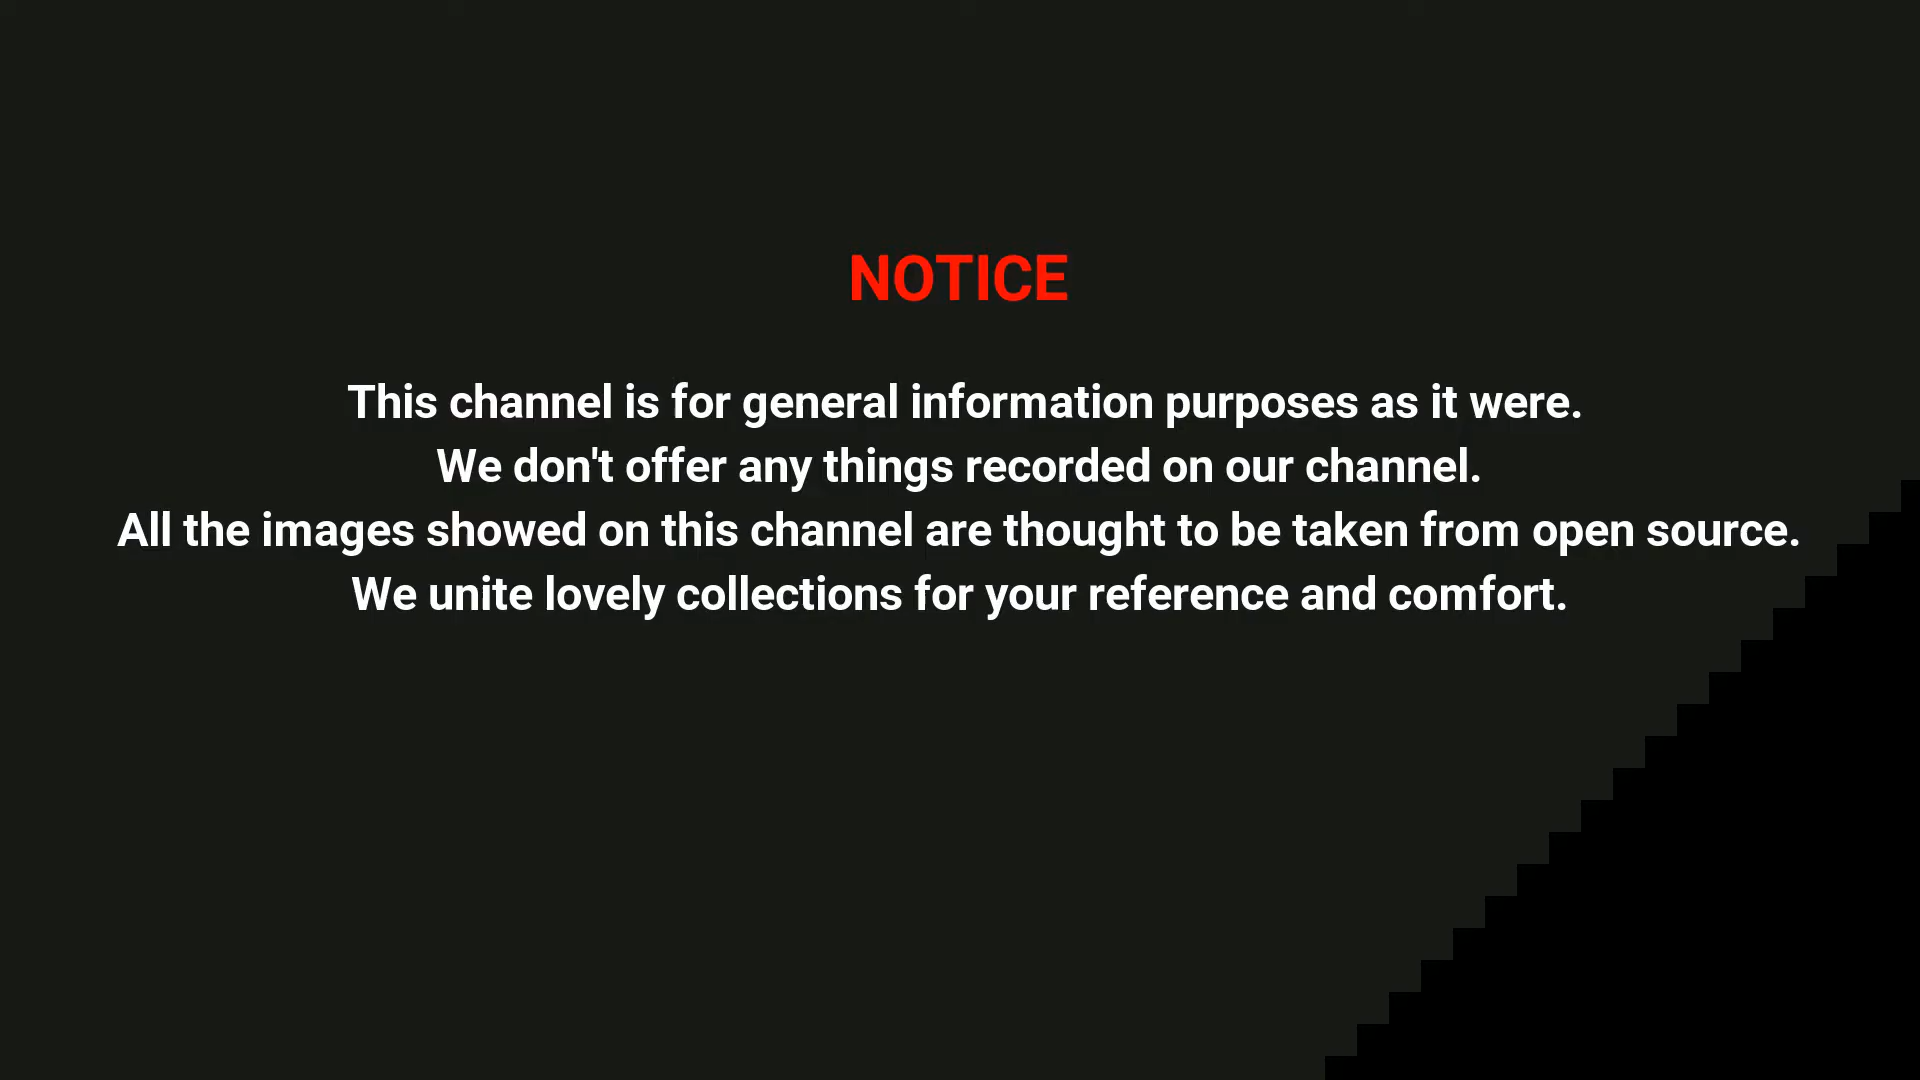 NOTICE
This channel is for general information purposes as it were.
We don't offer any things recorded on our channel.
All the images showed on this channel are thought to be taken from open source.
We unite lovely collections for your reference and comfort.